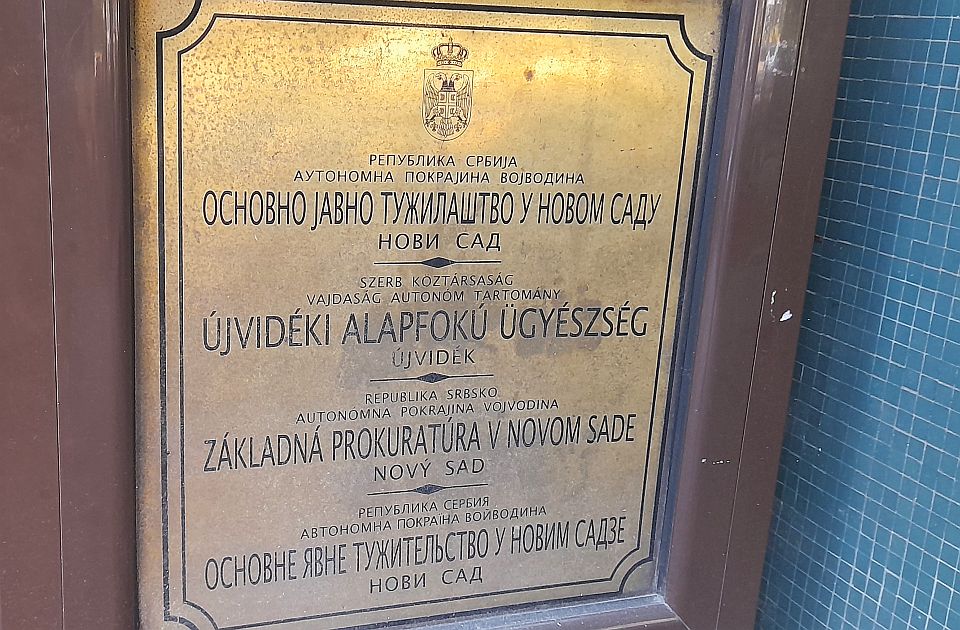 РЕПУБЛИКА СРБИЈА
АУТОНОМНА ПОКРАЈИНА ВОЈВОДИНА
ОСНОВНО ЈАВНО ТУЖИЛАШТВО У НОВОМ САДУ
НОВИ САД
SZERB KÖZTÁRSASÁG
VAJDASÁG AUTONÓM TARTOMÁNY
ÚJVIDÉKI ALAPFOKÚ ÜGYÉSZSÉG
ÚJVIDÉK
REPUBLIKA SRBSKO
AUTONÓMNA POKRAJINA VOJVODINA
ZÁKLADNÁ PROKURATÚRA V NOVOM SADE
NOVÝ SAD
РЕПУБЛИКА СЕРБИЯ
АВТОНОМНА ПОКРАЇНА ВОЙВОДИНА
ОСНОВНЕ ЯВНЕ ТУЖИТЕЛЬСТВО У НОВИМ САДЗЕ
НОВИ САД